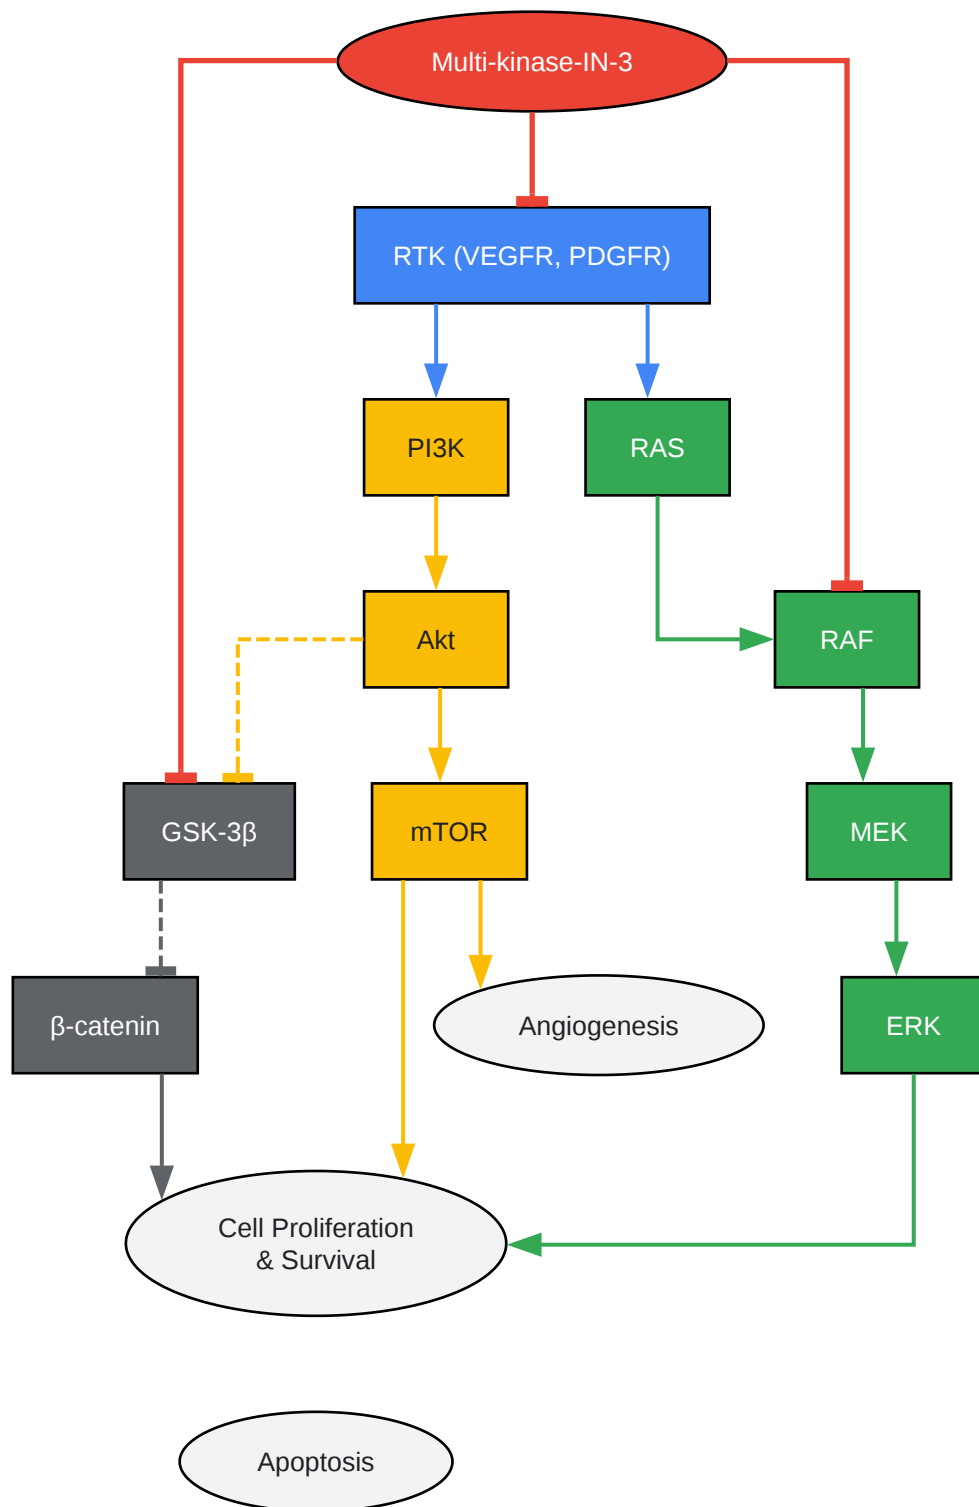 Multi-kinase-IN-3
RTK (VEGFR, PDGFR)
PI3K
RAS
Akt
RAF
GSK-3β
mTOR
MEK
β-catenin
Angiogenesis
ERK
Cell Proliferation
& Survival
Apoptosis